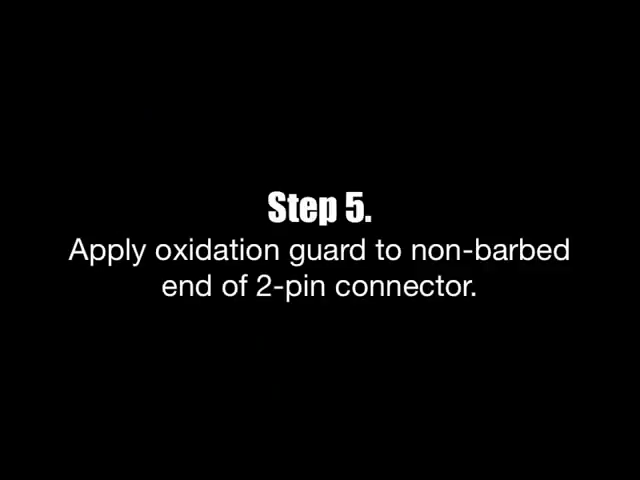 Step 5.
Apply oxidation guard to non-barbed
end of 2-pin connector.